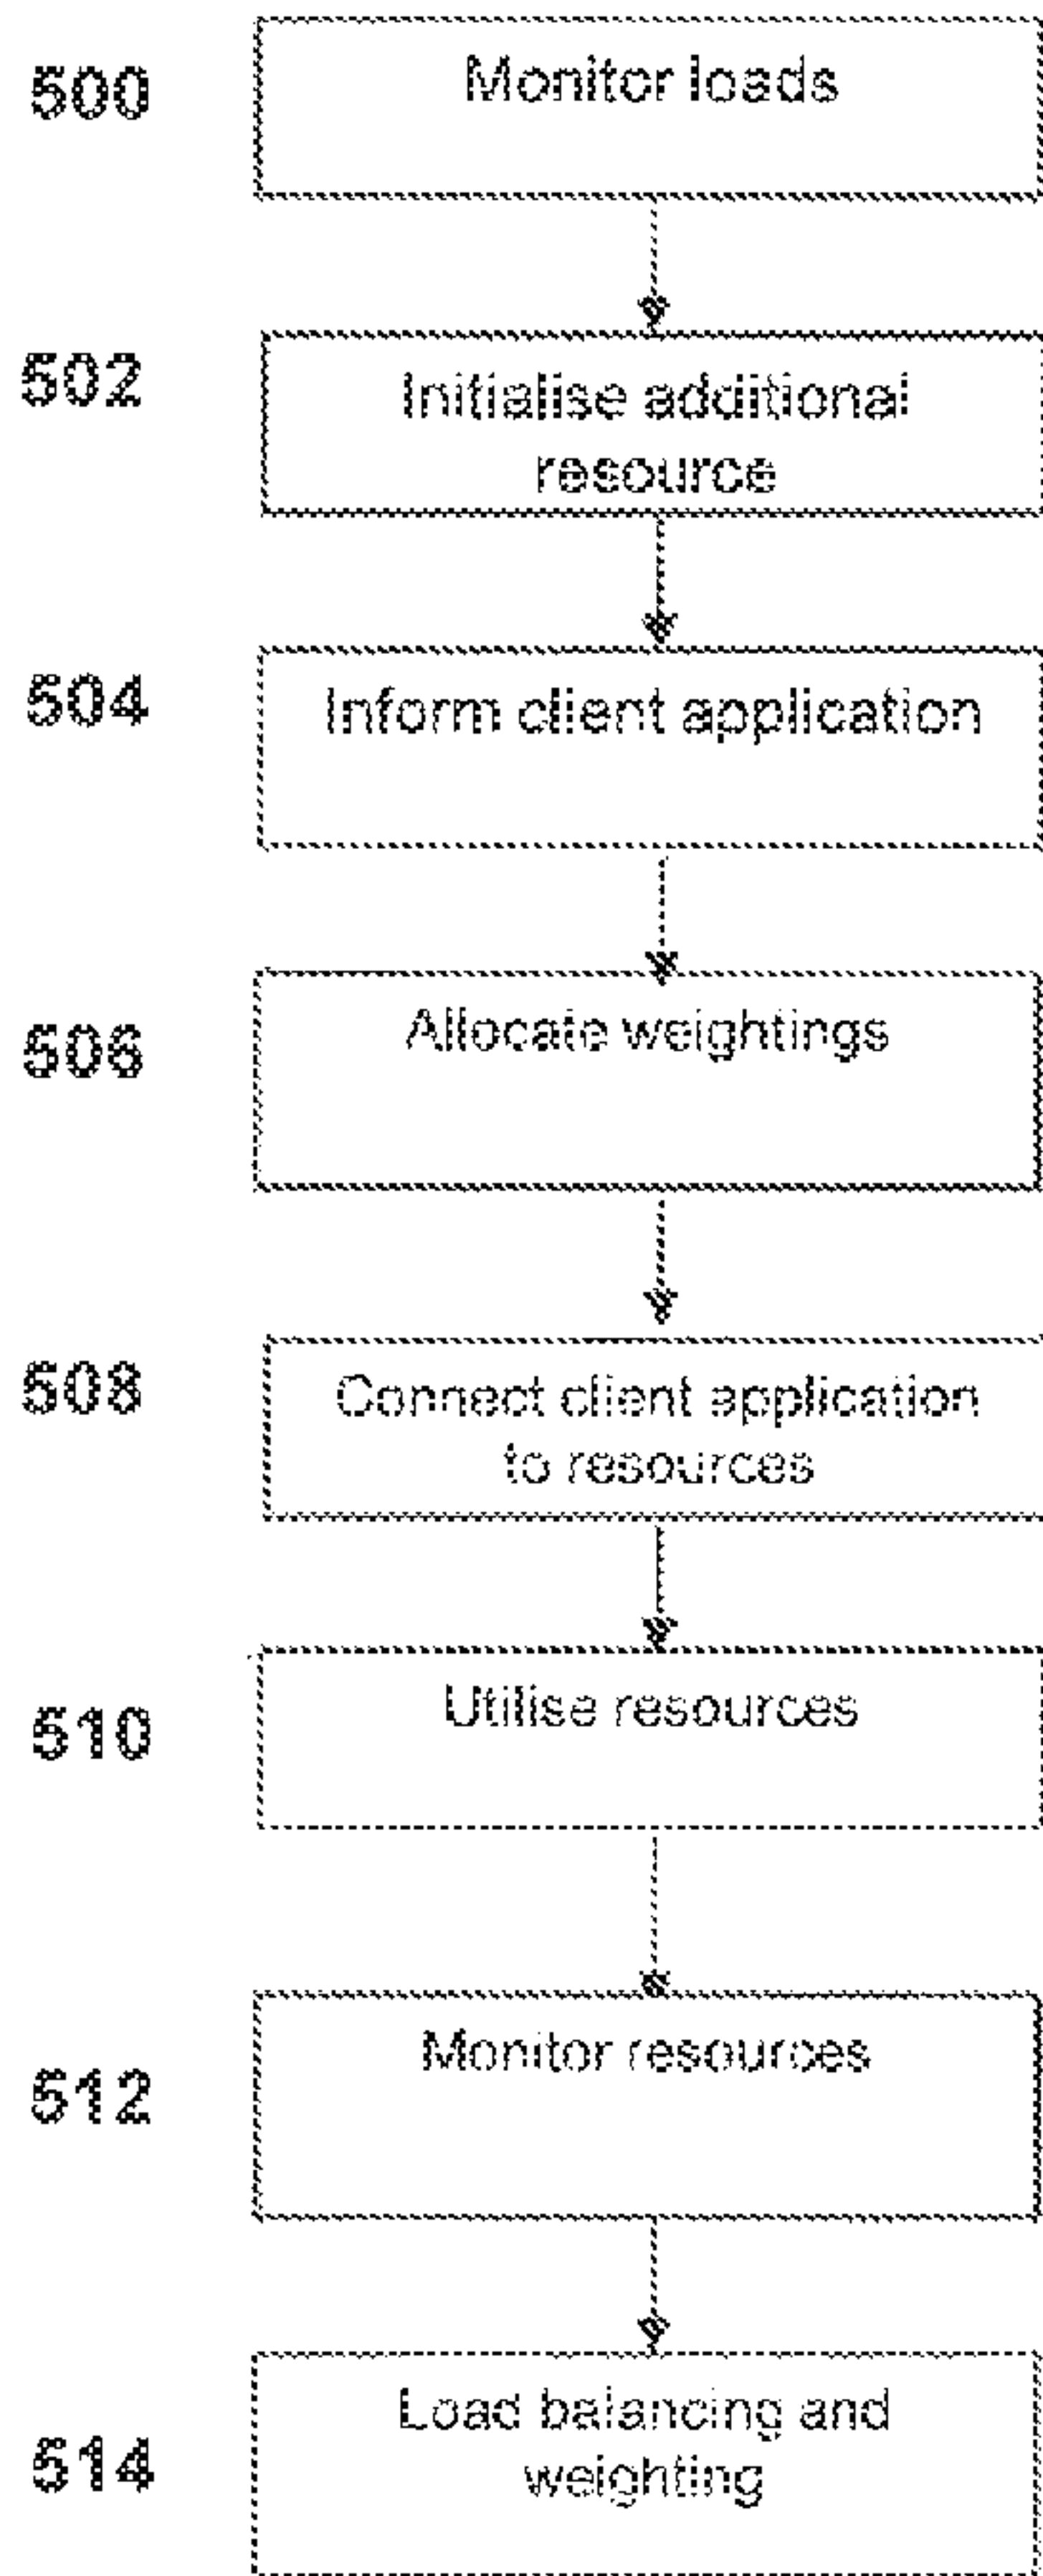 500
Monitor loads
502
Initialise additional
resource
504
Inform client application
506
Allocate weightings
508
Connect client application
to resources
510
Utilise resources
512
Monitor resources
514
Load balancing and
weighting